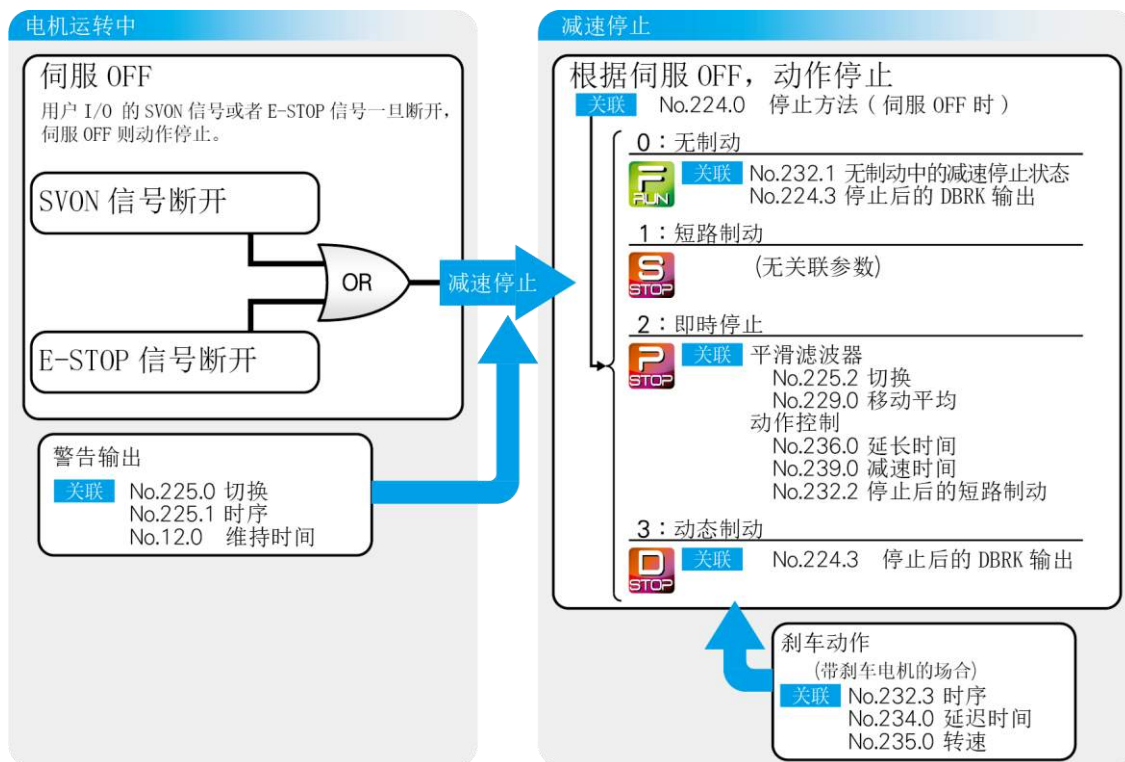 电机运转中
伺服 OFF
用户 I/O 的 SVON 信号或者 E-STOP 信号一旦断开,
伺服 OFF 则动作停止。
SVON 信号断开
OR
E-STOP 信号断开
减速停止
警告输出
关联 No.225.0 切换
No.225.1 时序
No.12.0 维持时间
减速停止
根据伺服 OFF，动作停止
关联 No.224.0 停止方法（伺服 OFF 时）
0：无制动
F RUN 关联 No.232.1 无制动中的减速停止状态
No.224.3 停止后的 DBRK 输出
1：短路制动
S STOP (无关联参数)
2：即時停止
P STOP 关联 平滑滤波器
No.225.2 切换
No.229.0 移动平均
动作控制
No.236.0 延长时间
No.239.0 减速时间
No.232.2 停止后的短路制动
3：动态制动
D STOP 关联 No.224.3 停止后的 DBRK 输出
刹车动作
(带刹车电机的场合)
关联 No.232.3 时序
No.234.0 延迟时间
No.235.0 转速